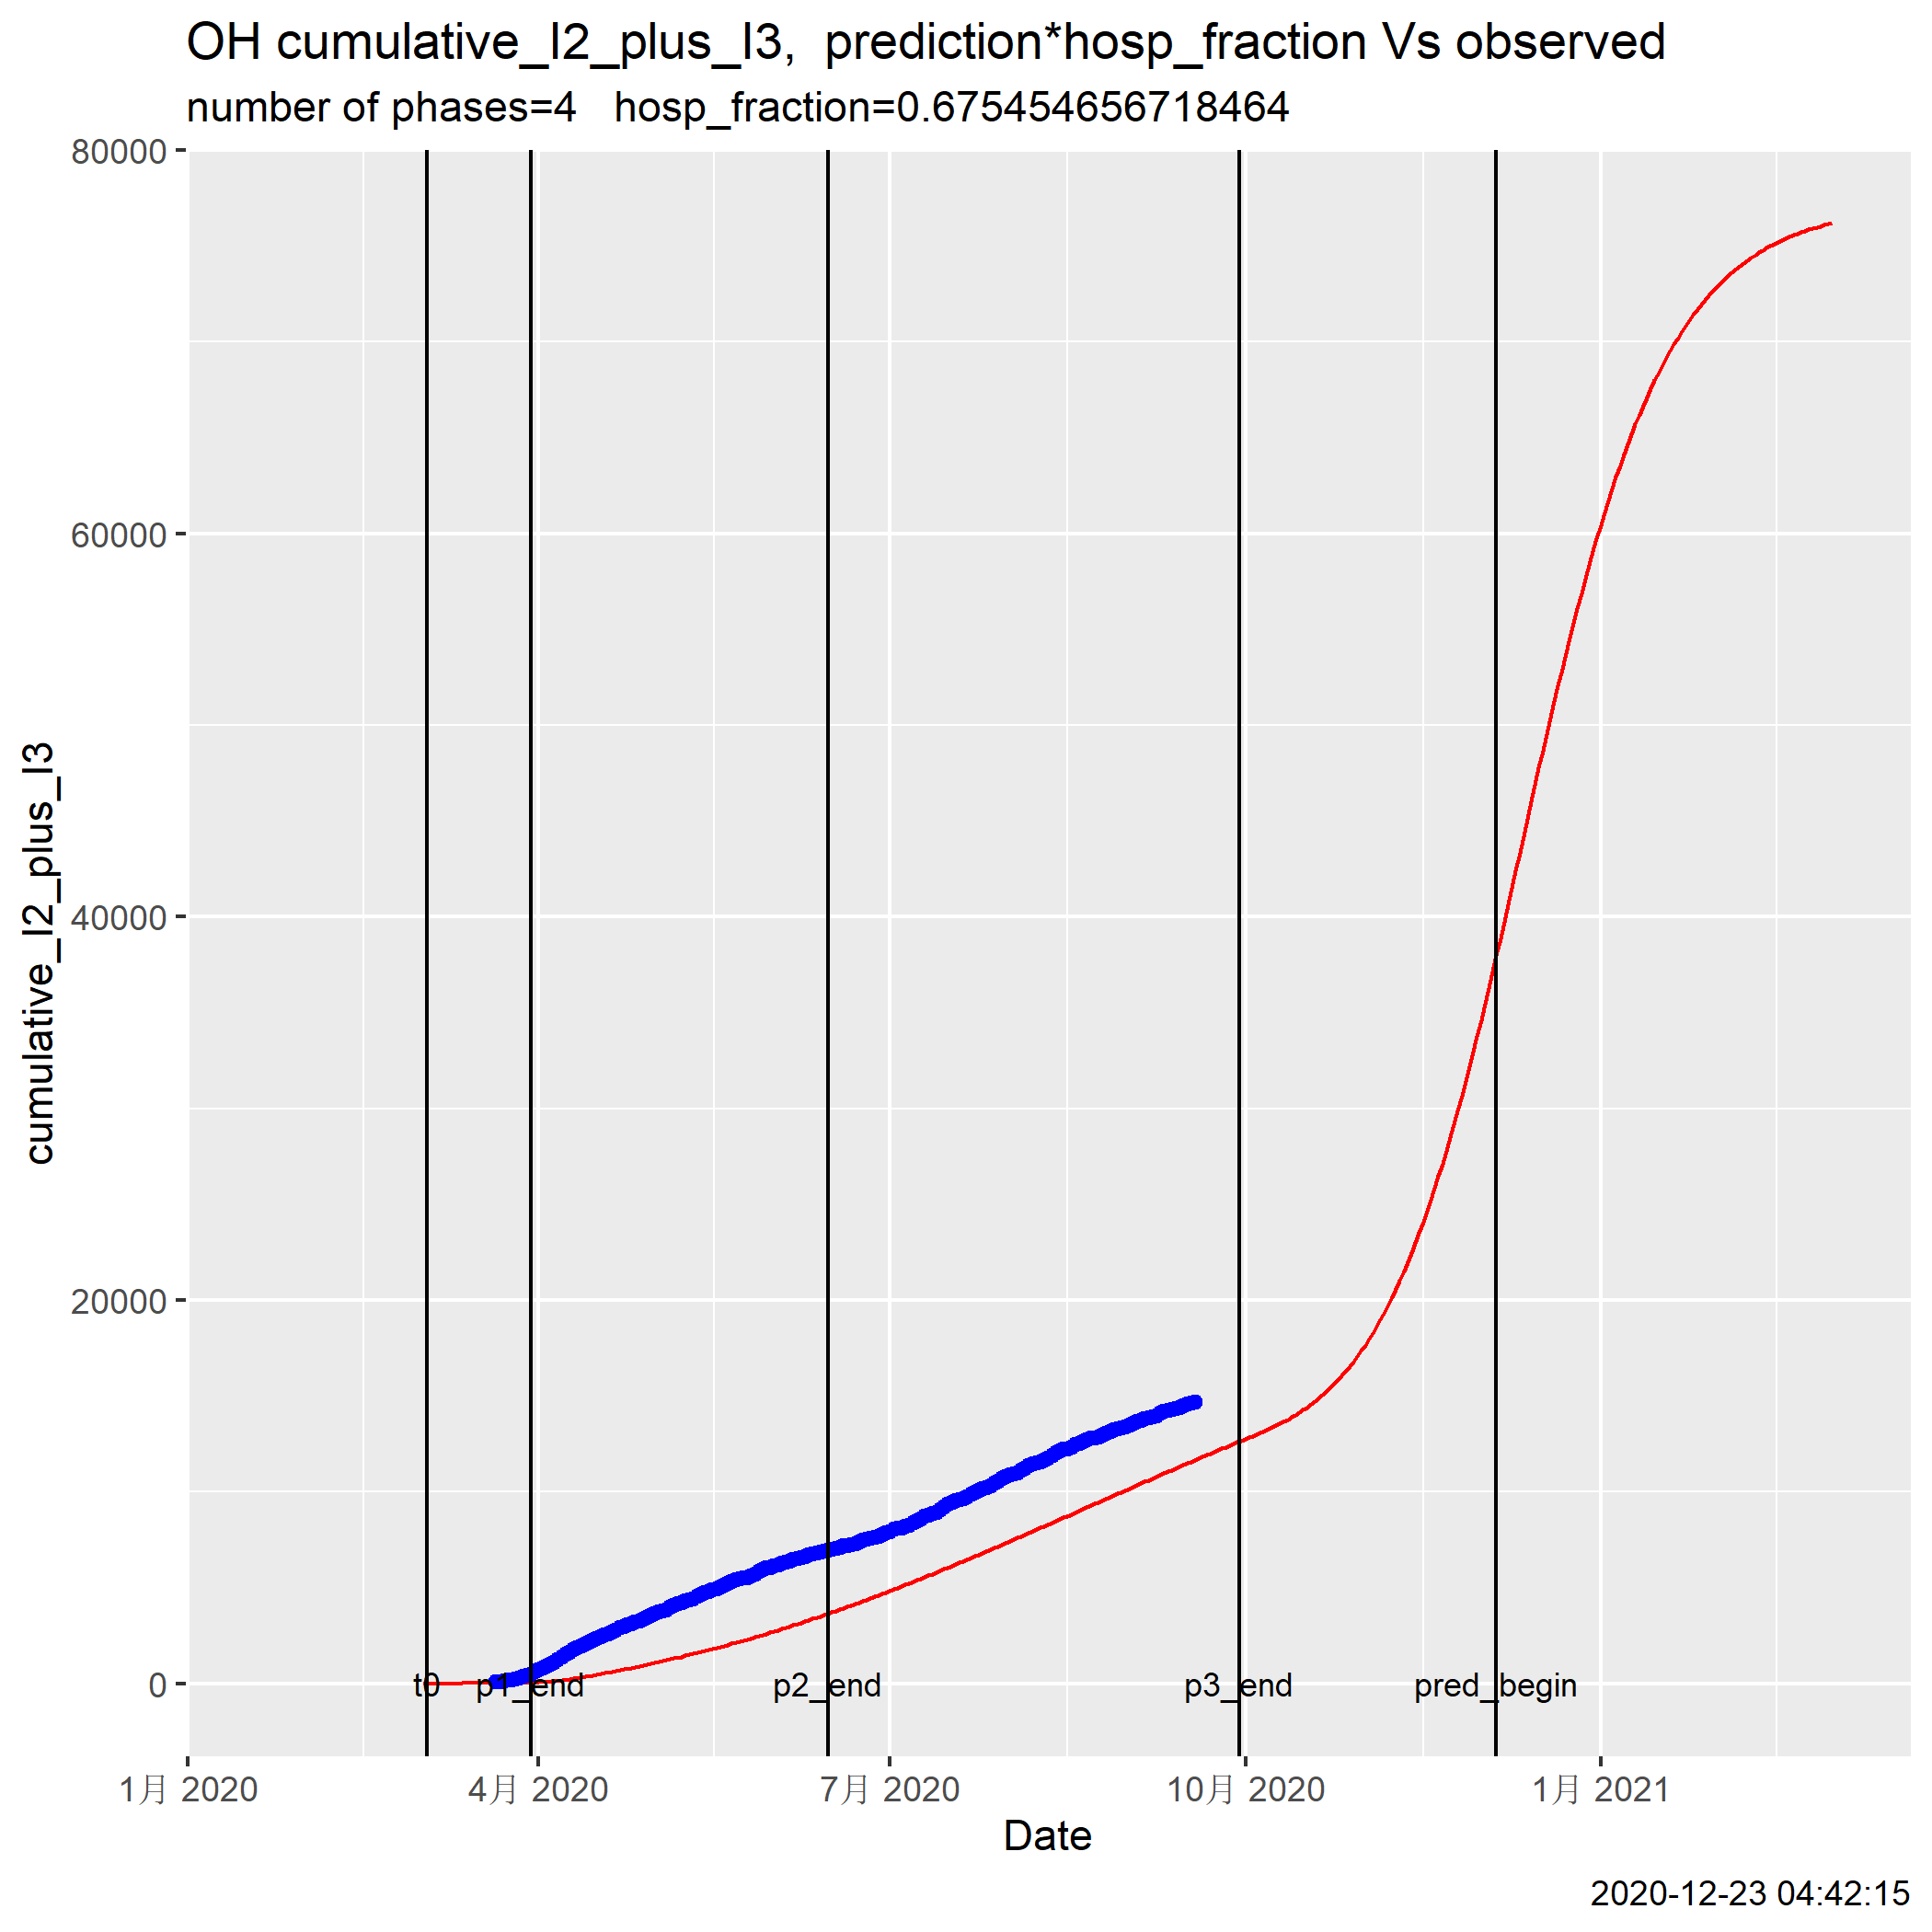 OH cumulative_I2_plus_I3,  prediction*hosp_fraction Vs observed
number of phases=4   hosp_fraction=0.675454656718464
80000
60000
40000
20000
0
cumulative_I2_plus_I3
t0
p1_end
p2_end
p3_end
pred_begin
1月 2020
4月 2020
7月 2020
10月 2020
1月 2021
Date
2020-12-23 04:42:15